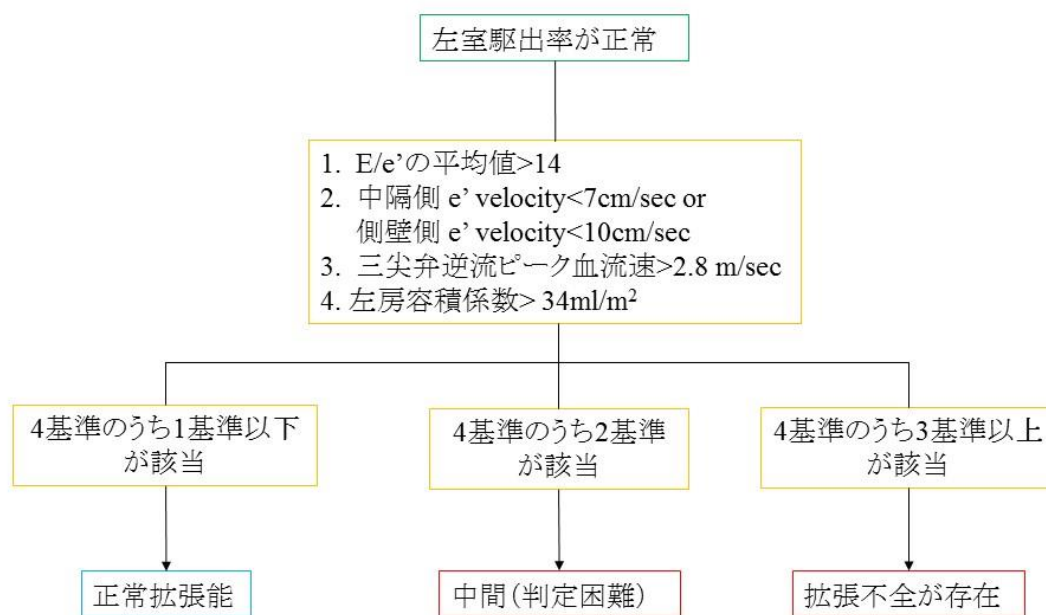 左室駆出率が正常
1. E/e’の平均値>14
2. 中隔側 e’ velocity<7cm/sec or
側壁側 e’ velocity<10cm/sec
3. 三尖弁逆流ピーク血流速>2.8 m/sec
4. 左房容積係数> 34ml/m²
4基準のうち1基準以下
が該当
4基準のうち2基準
が該当
4基準のうち3基準以上
が該当
正常拡張能
中間(判定困難)
拡張不全が存在